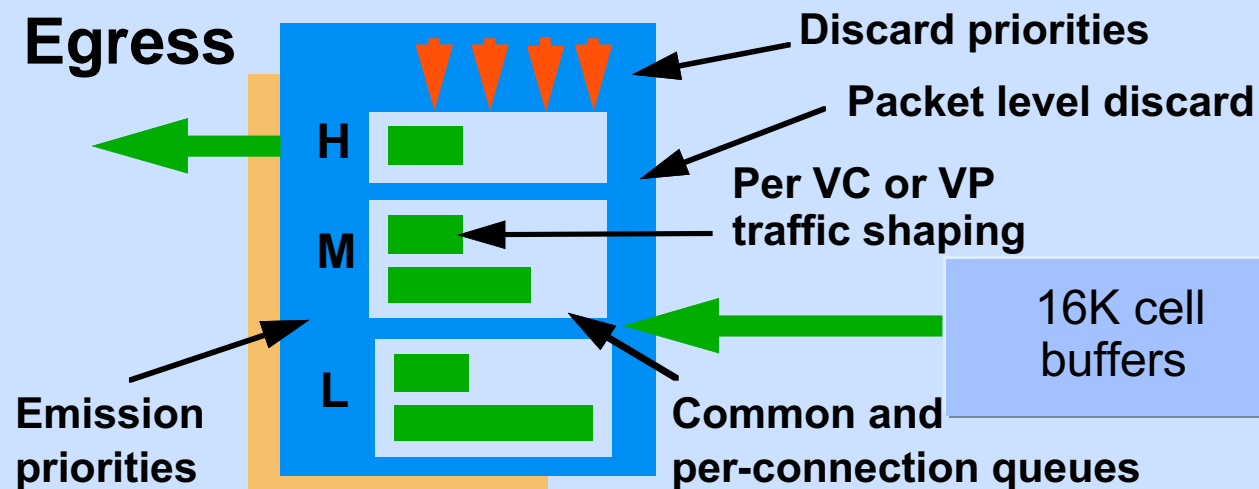 Egress
Discard priorities
Packet level discard
H
Per VC or VP
traffic shaping
M
16K cell
buffers
L
Emission
priorities
Common and
per-connection queues